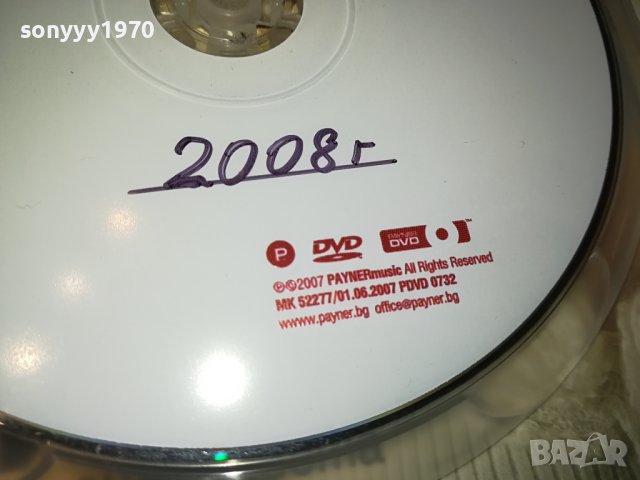 sonyyy1970
2008г
P DVD DVD ™
©℗2007 PAYNERmusic All Rights Reserved
MK 52277/01.06.2007 PDVD 0732
www.payner.bg office@payner.bg
BAZAR